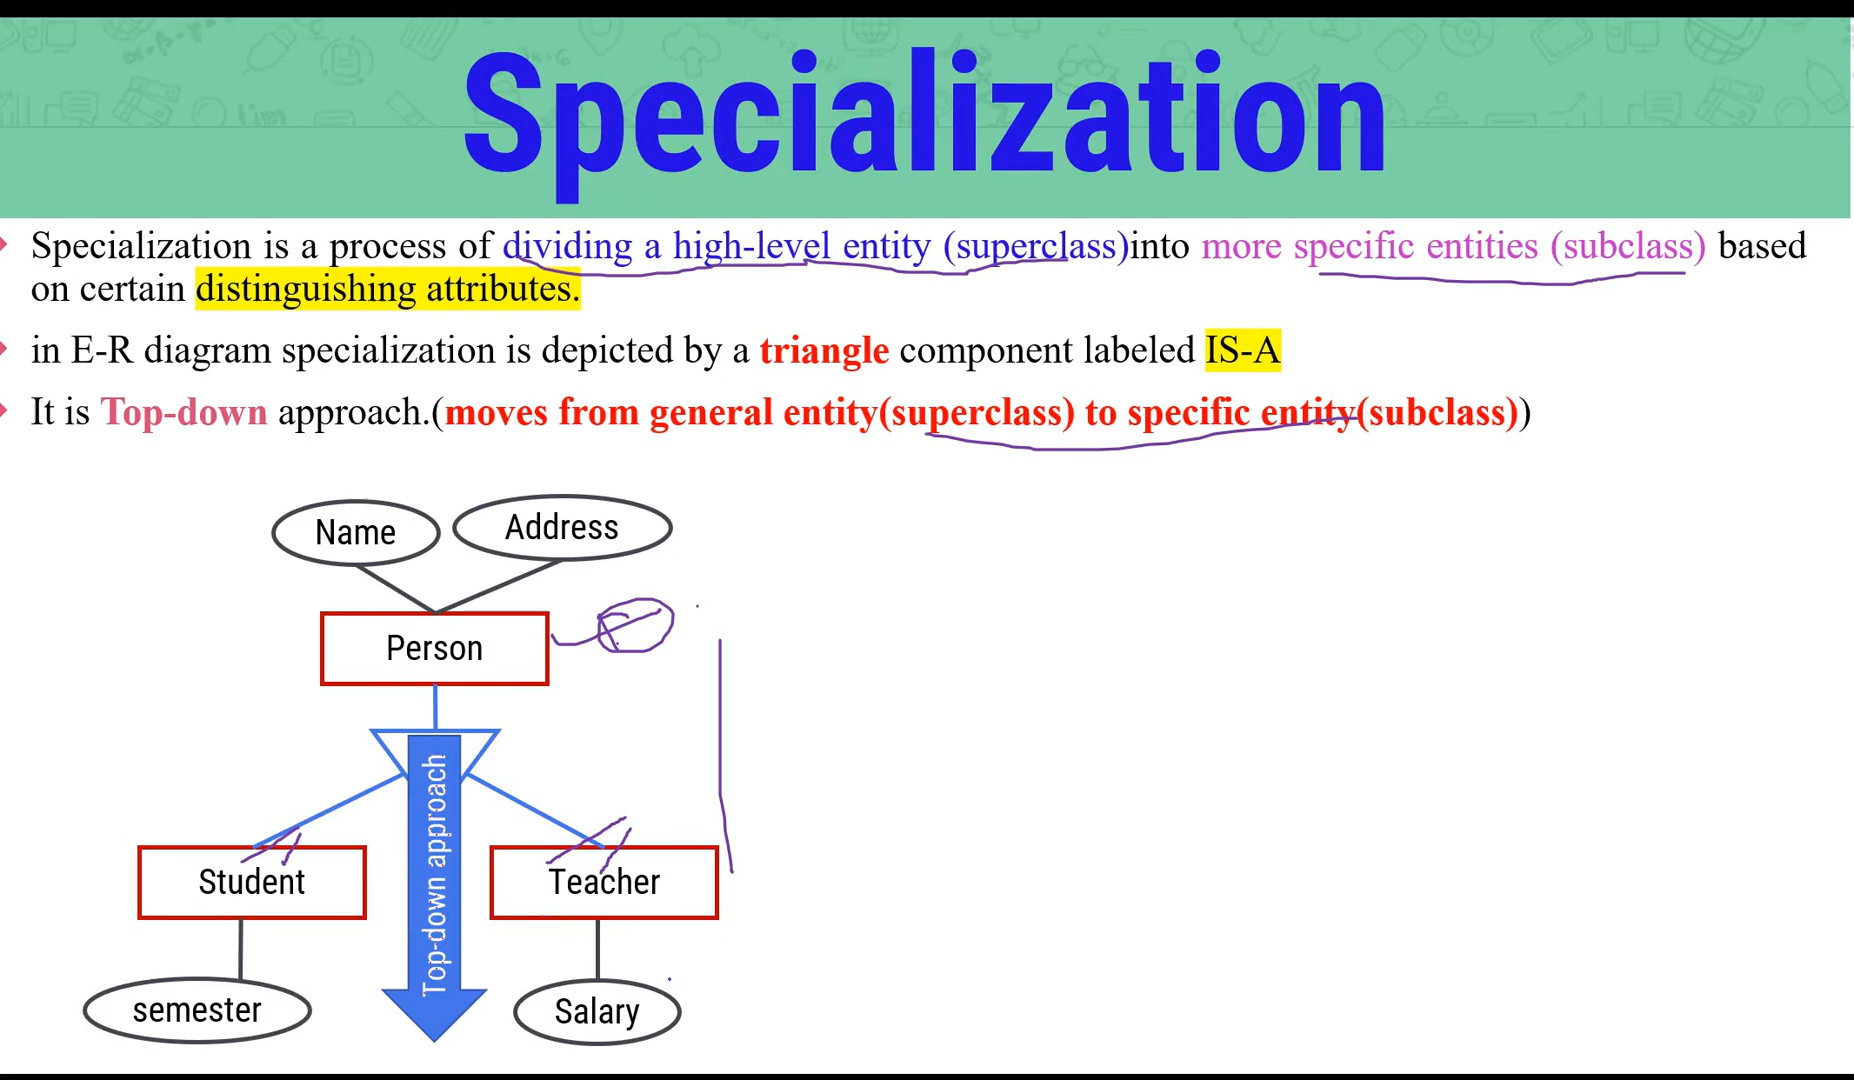 Specialization
Specialization is a process of dividing a high-level entity (superclass)into more specific entities (subclass) based
on certain distinguishing attributes.
in E-R diagram specialization is depicted by a triangle component labeled IS-A
It is Top-down approach.(moves from general entity(superclass) to specific entity(subclass))
Name
Address
Person
Top-down approach
Student
Teacher
semester
Salary